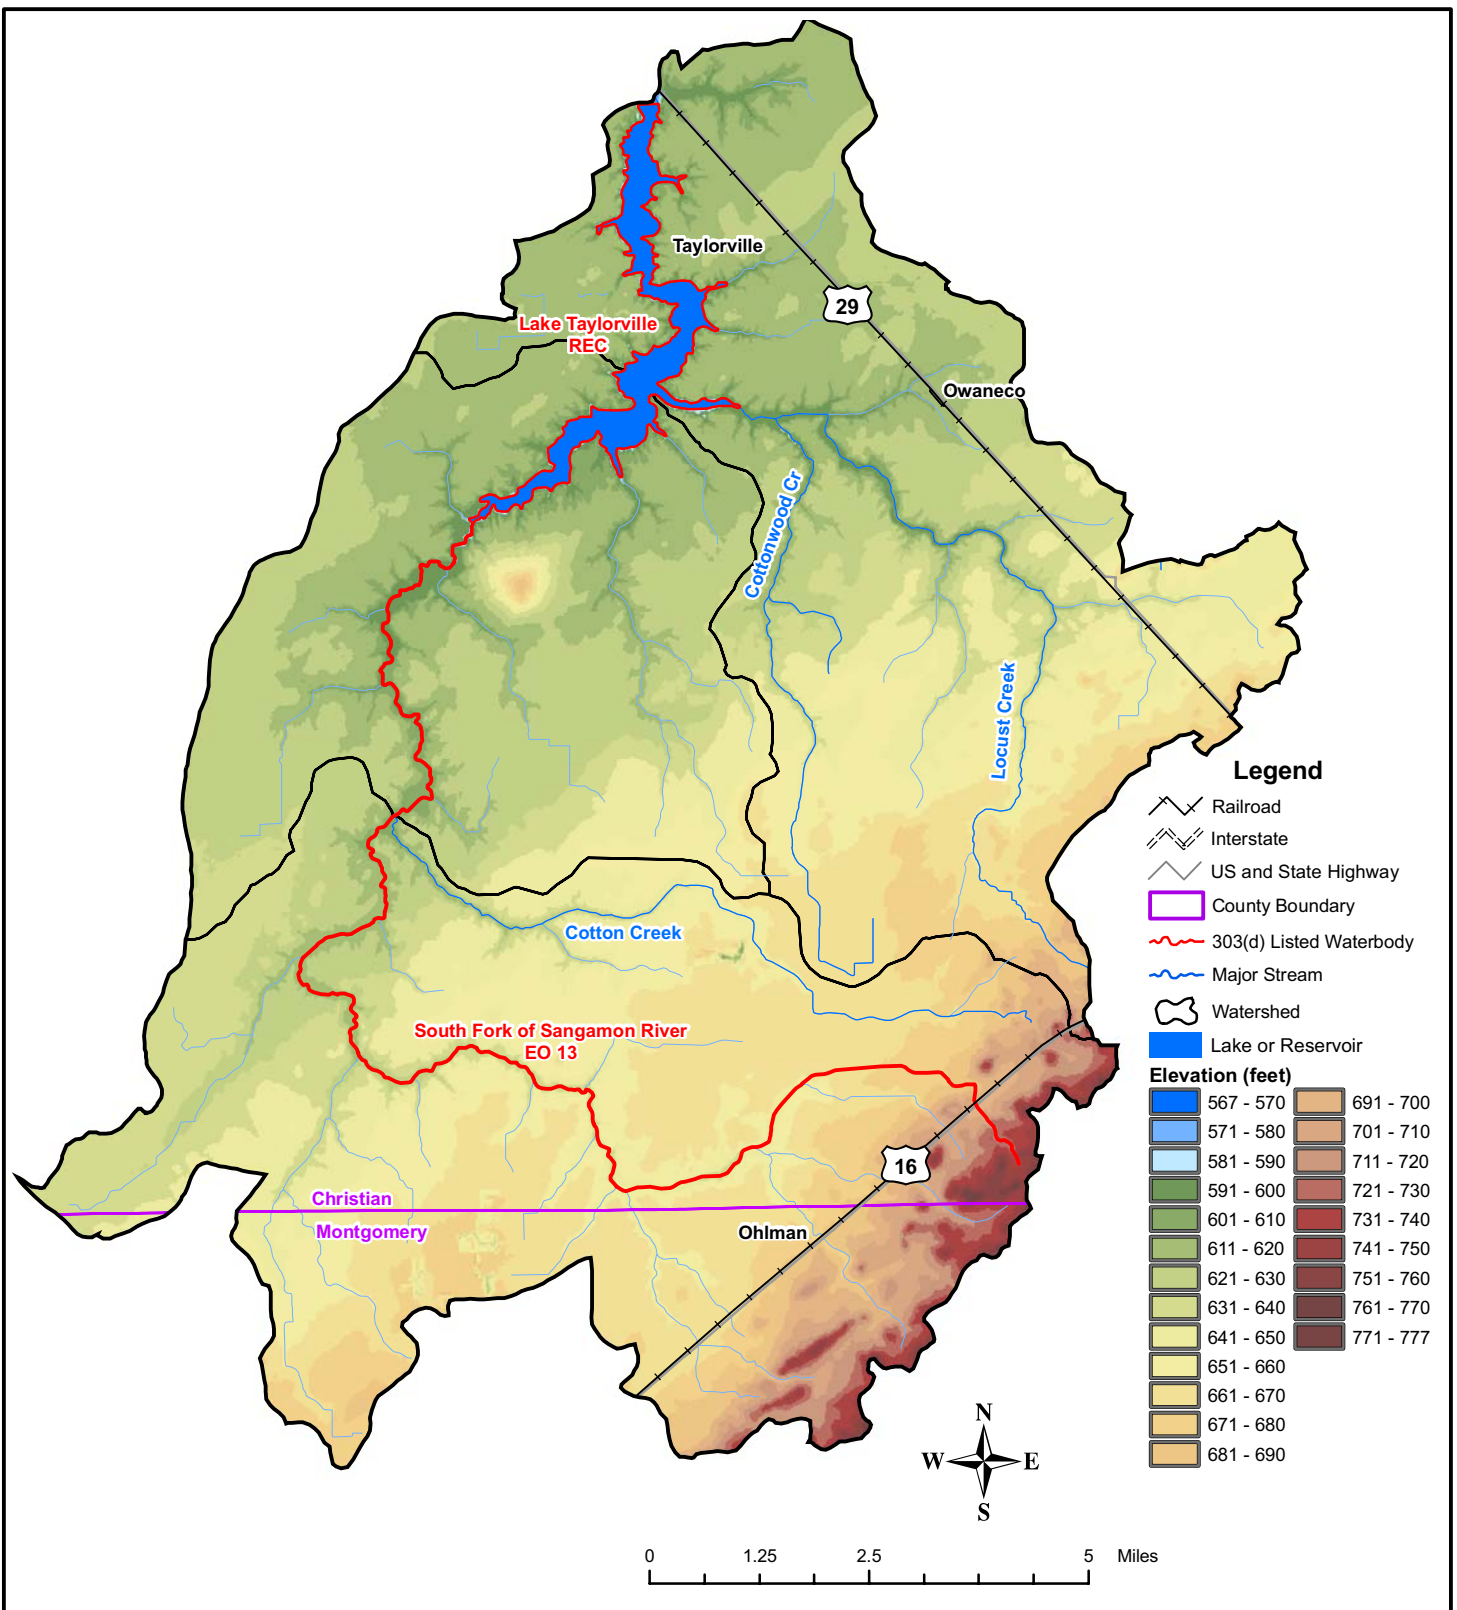 Taylorville
29
Lake Taylorville
REC
Owaneco
Cottonwood Cr
Locust Creek
Cotton Creek
South Fork of Sangamon River
EO 13
16
Christian
Montgomery
Ohlman
Legend
Railroad
Interstate
US and State Highway
County Boundary
303(d) Listed Waterbody
Major Stream
Watershed
Lake or Reservoir
Elevation (feet)
567 - 570
571 - 580
581 - 590
591 - 600
601 - 610
611 - 620
621 - 630
631 - 640
641 - 650
651 - 660
661 - 670
671 - 680
681 - 690
691 - 700
701 - 710
711 - 720
721 - 730
731 - 740
741 - 750
751 - 760
761 - 770
771 - 777
N
W E
S
0 1.25 2.5 5 Miles